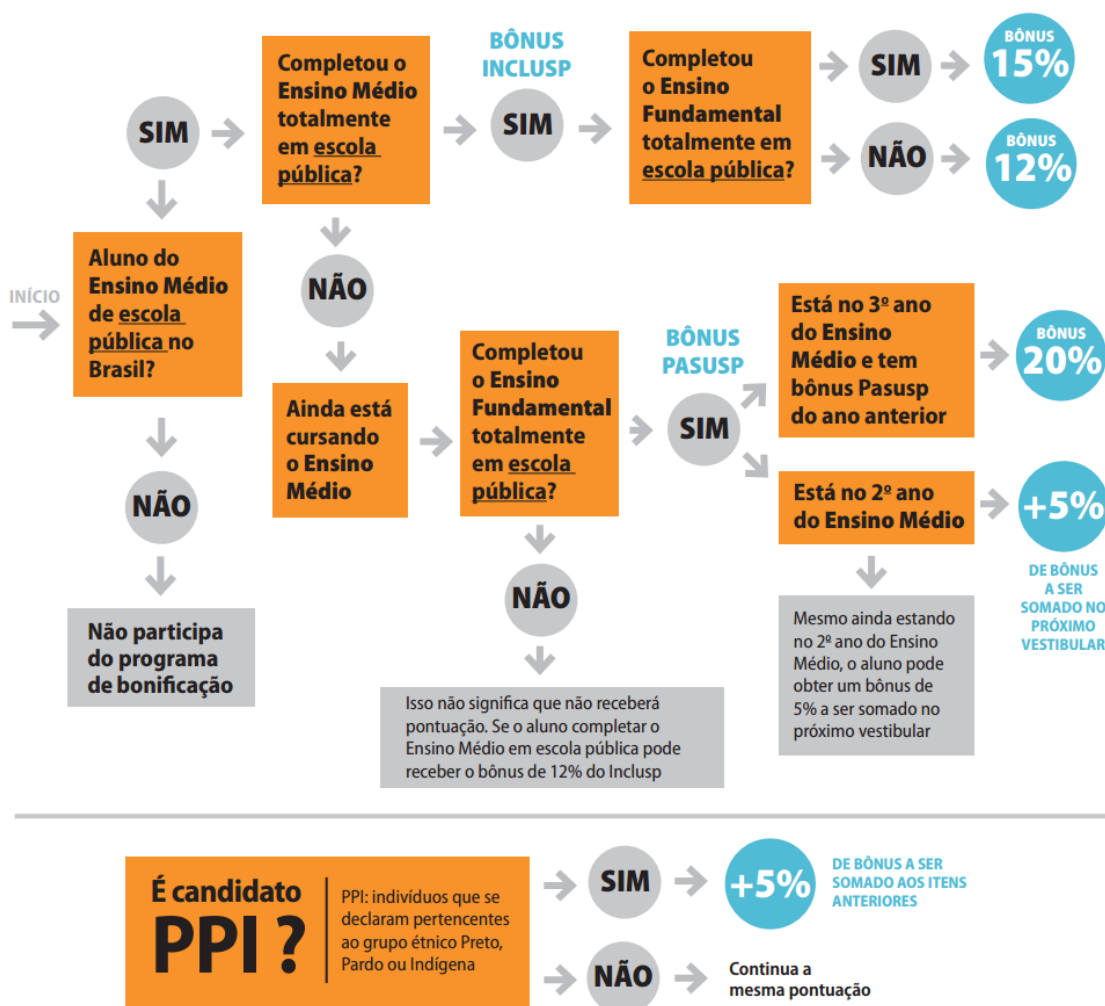 INÍCIO
Aluno do
Ensino Médio
de escola
pública no
Brasil?
SIM
Completou o
Ensino Médio
totalmente
em escola
pública?
BÔNUS
INCLUSP
SIM
Completou
o Ensino
Fundamental
totalmente em
escola pública?
SIM
BÔNUS
15%
NÃO
BÔNUS
12%
NÃO
Ainda está
cursando
o Ensino
Médio
Completou
o Ensino
Fundamental
totalmente
em escola
pública?
BÔNUS
PASUSP
SIM
Está no 3º ano
do Ensino
Médio e tem
bônus Pasusp
do ano anterior
BÔNUS
20%
Está no 2º ano
do Ensino Médio
+5%
DE BÔNUS
A SER
SOMADO NO
PRÓXIMO
VESTIBULAR
Mesmo ainda estando
no 2º ano do Ensino
Médio, o aluno pode
obter um bônus de
5% a ser somado no
próximo vestibular
NÃO
Isso não significa que não receberá
pontuação. Se o aluno completar o
Ensino Médio em escola pública pode
receber o bônus de 12% do Inclusp
NÃO
Não participa
do programa
de bonificação
É candidato
PPI ?
PPI: indivíduos que se
declaram pertencentes
ao grupo étnico Preto,
Pardo ou Indígena
SIM
+5%
DE BÔNUS A SER
SOMADO AOS ITENS
ANTERIORES
NÃO
Continua a
mesma pontuação